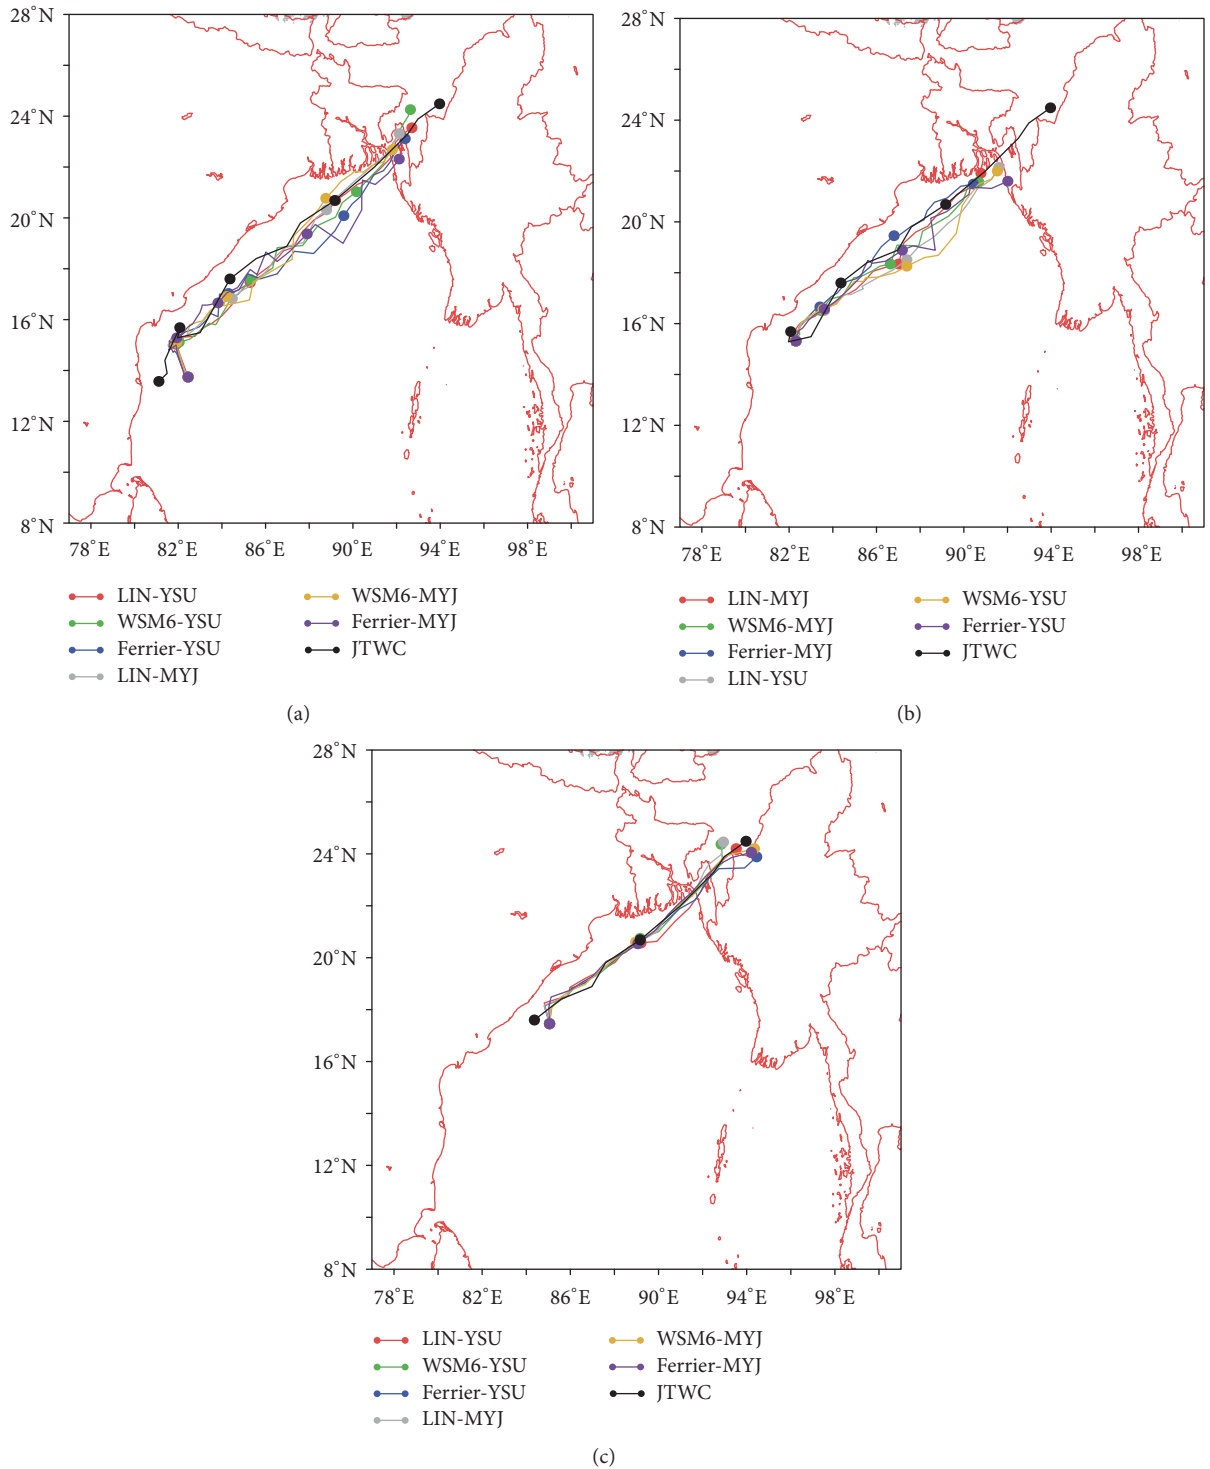 28°N
24°N
20°N
16°N
12°N
8°N
78°E
82°E
86°E
90°E
94°E
98°E
LIN-YSU
WSM6-YSU
Ferrier-YSU
LIN-MYJ
WSM6-MYJ
Ferrier-MYJ
JTWC
(a)
28°N
24°N
20°N
16°N
12°N
8°N
78°E
82°E
86°E
90°E
94°E
98°E
LIN-MYJ
WSM6-MYJ
Ferrier-MYJ
LIN-YSU
WSM6-YSU
Ferrier-YSU
JTWC
(b)
28°N
24°N
20°N
16°N
12°N
8°N
78°E
82°E
86°E
90°E
94°E
98°E
LIN-YSU
WSM6-YSU
Ferrier-YSU
LIN-MYJ
WSM6-MYJ
Ferrier-MYJ
JTWC
(c)